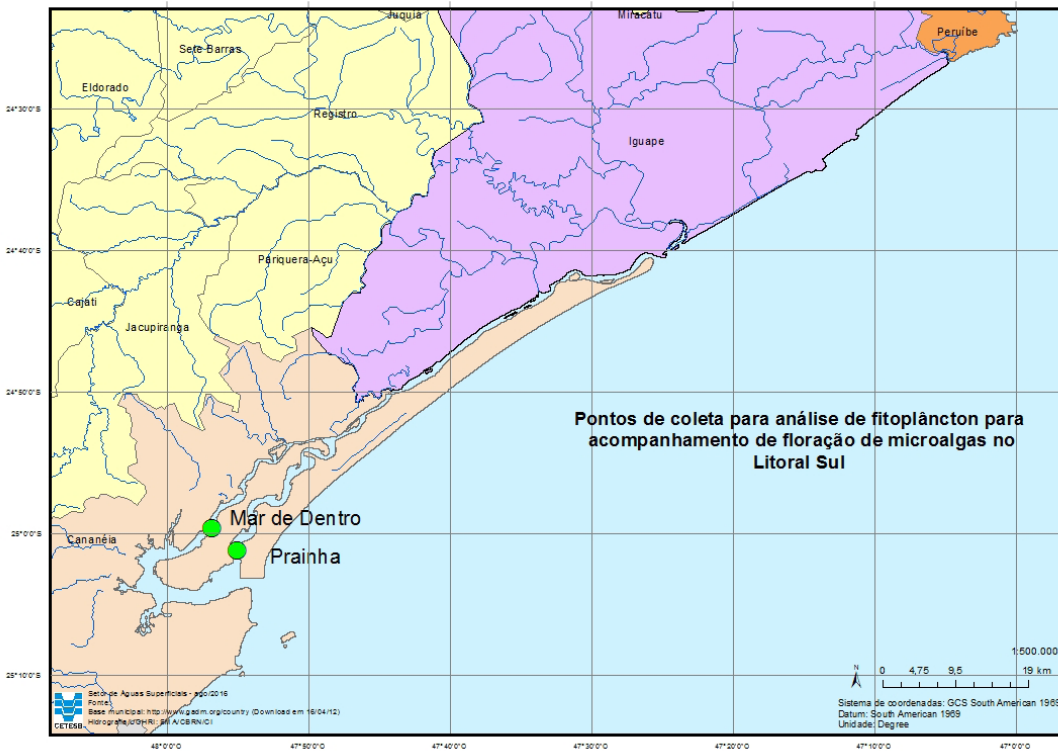 Juquiá
Miracatu
Peruíbe
Sete Barras
Eldorado
24°30'0"S
Registro
Iguape
24°40'0"S
Pariquera-Açu
Cajati
Jacupiranga
24°50'0"S
Pontos de coleta para análise de fitoplâncton para
acompanhamento de floração de microalgas no
Litoral Sul
Mar de Dentro
25°0'0"S
Cananéia
Prainha
1:500.000
N
0 4,75 9,5 19 km
25°10'0"S
Setor de Águas Superficiais - ago/2016
Fonte:
Base municipal: http://www.gadm.org/country (Download em 16/04/12)
Hidrografia: SMA/CBRN/CI
CETESB
Sistema de coordenadas: GCS South American 1969
Datum: South American 1969
Unidade: Degree
48°0'0"O 47°50'0"O 47°40'0"O 47°30'0"O 47°20'0"O 47°10'0"O 47°0'0"O